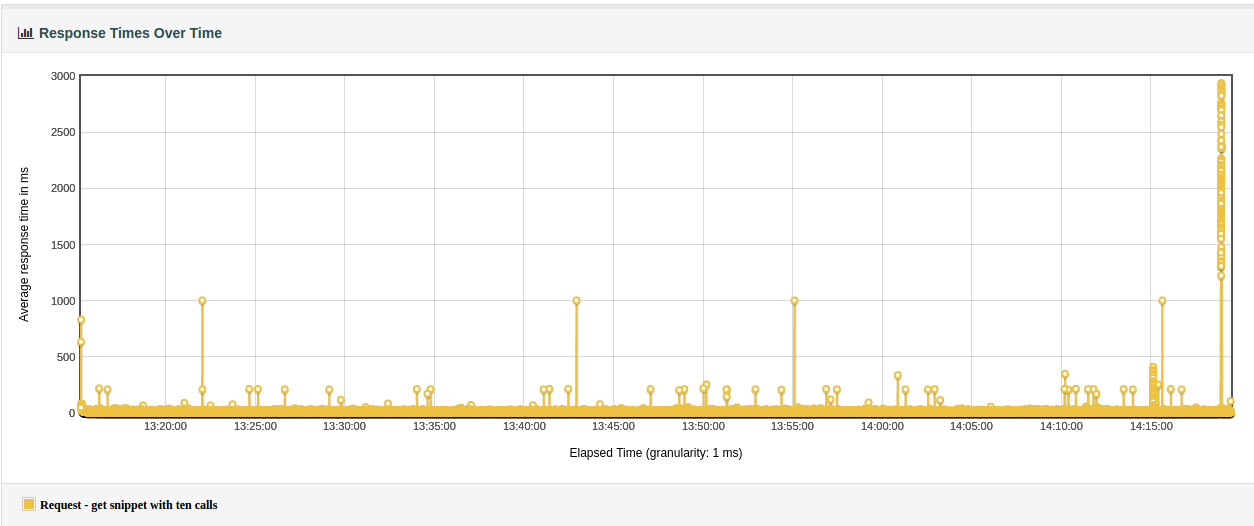 Response Times Over Time
Average response time in ms
3000
2500
2000
1500
1000
500
0
13:20:00 13:25:00 13:30:00 13:35:00 13:40:00 13:45:00 13:50:00 13:55:00 14:00:00 14:05:00 14:10:00 14:15:00
Elapsed Time (granularity: 1 ms)
Request - get snippet with ten calls